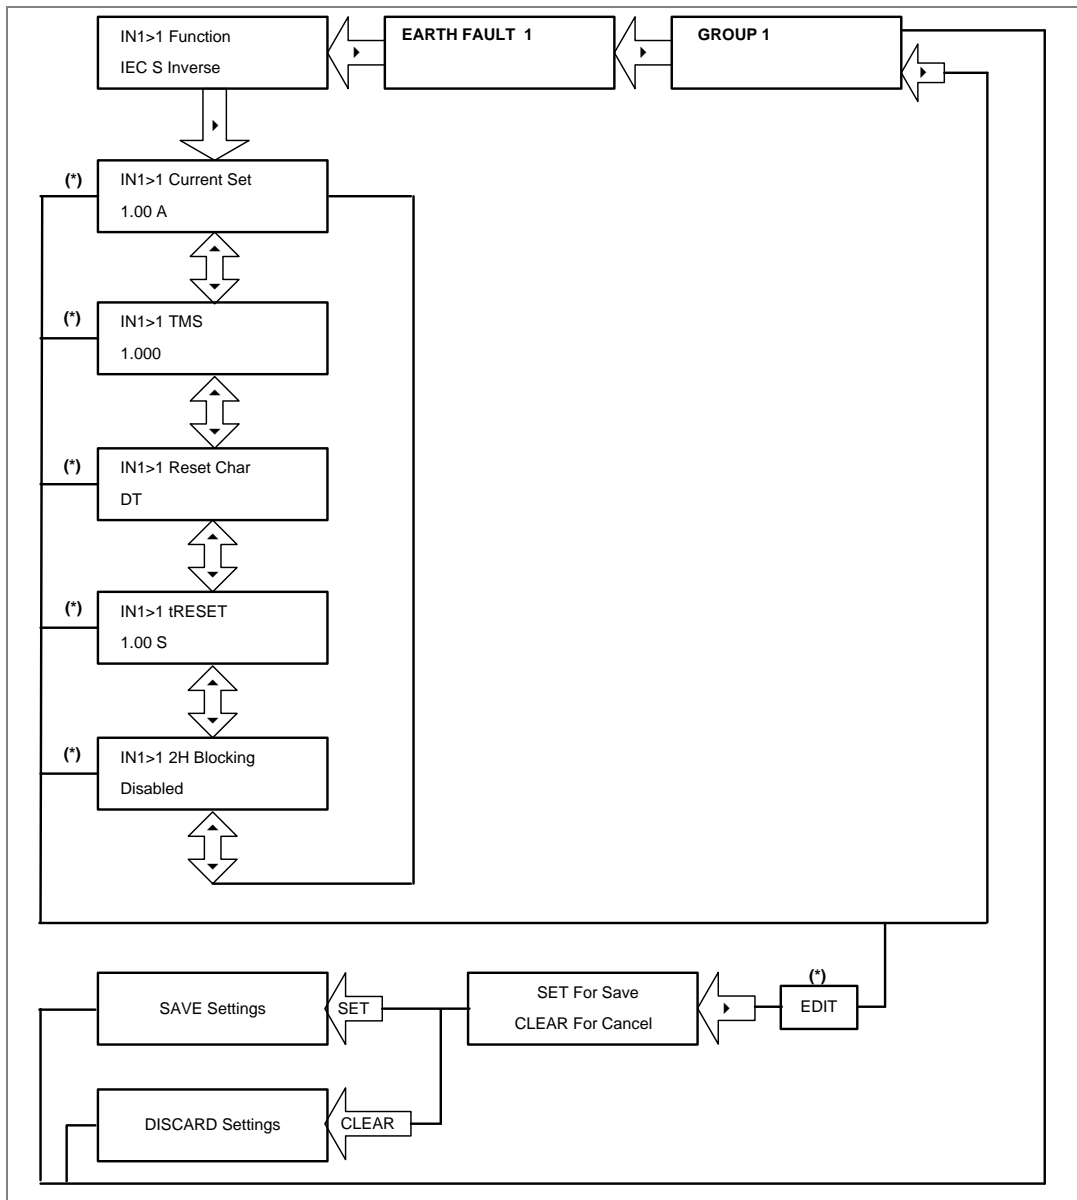 IN1>1 Function
IEC S Inverse
EARTH FAULT 1
GROUP 1
(*)
IN1>1 Current Set
1.00 A
(*)
IN1>1 TMS
1.000
(*)
IN1>1 Reset Char
DT
(*)
IN1>1 tRESET
1.00 S
(*)
IN1>1 2H Blocking
Disabled
SAVE Settings
SET
SET For Save
CLEAR For Cancel
(*)
EDIT
DISCARD Settings
CLEAR